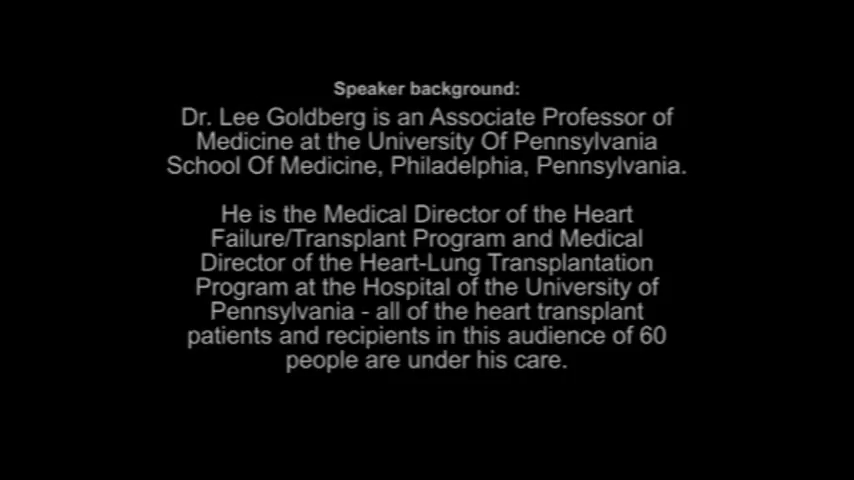 Speaker background:
Dr. Lee Goldberg is an Associate Professor of
Medicine at the University Of Pennsylvania
School Of Medicine, Philadelphia, Pennsylvania.
He is the Medical Director of the Heart
Failure/Transplant Program and Medical
Director of the Heart-Lung Transplantation
Program at the Hospital of the University of
Pennsylvania - all of the heart transplant
patients and recipients in this audience of 60
people are under his care.